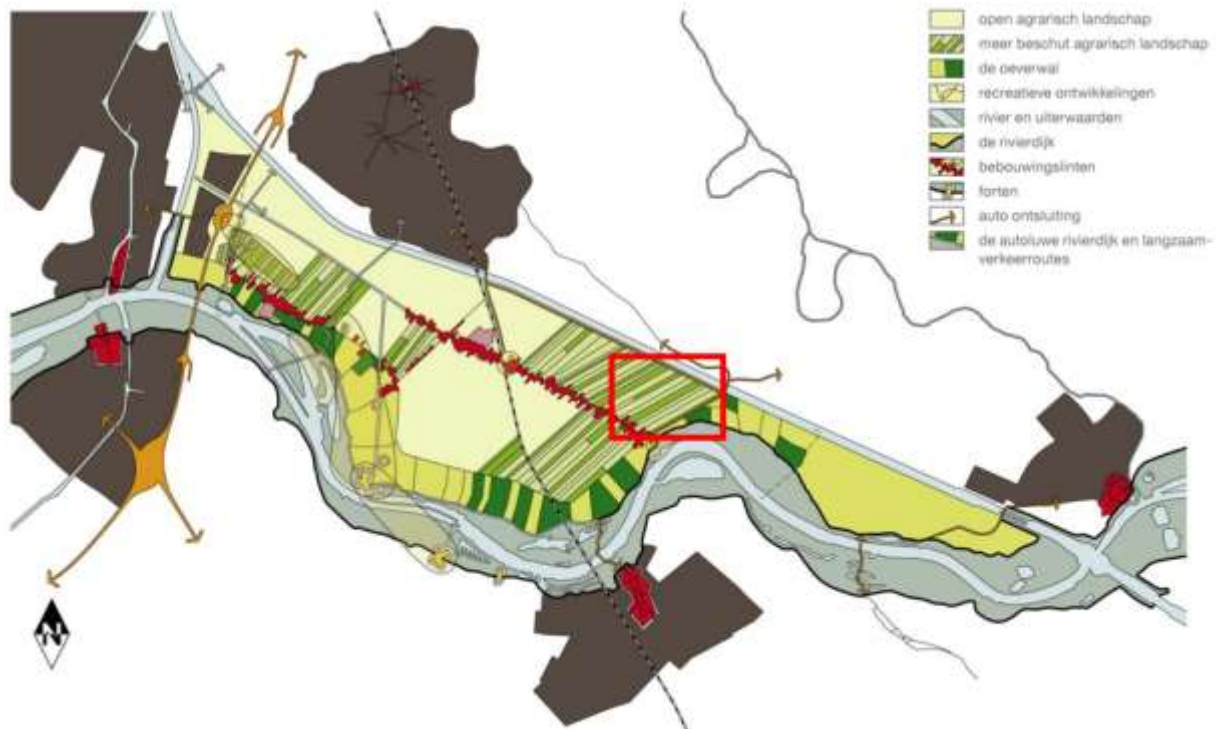 open agrarisch landschap
meer beschut agrarisch landschap
de oeverwal
recreatieve ontwikkelingen
rivier en uiterwaarden
de rivierdijk
bebouwingslinten
forten
auto ontsluiting
de autoluwe rivierdijk en langzaam-
verkeerroutes
N